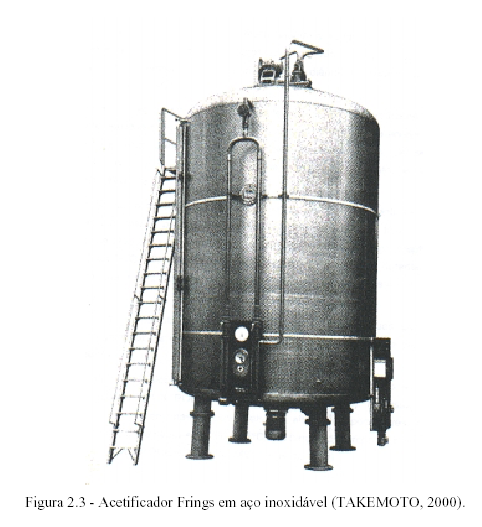 Figura 2.3 - Acetificador Frings em aço inoxidável (TAKEMOTO, 2000).